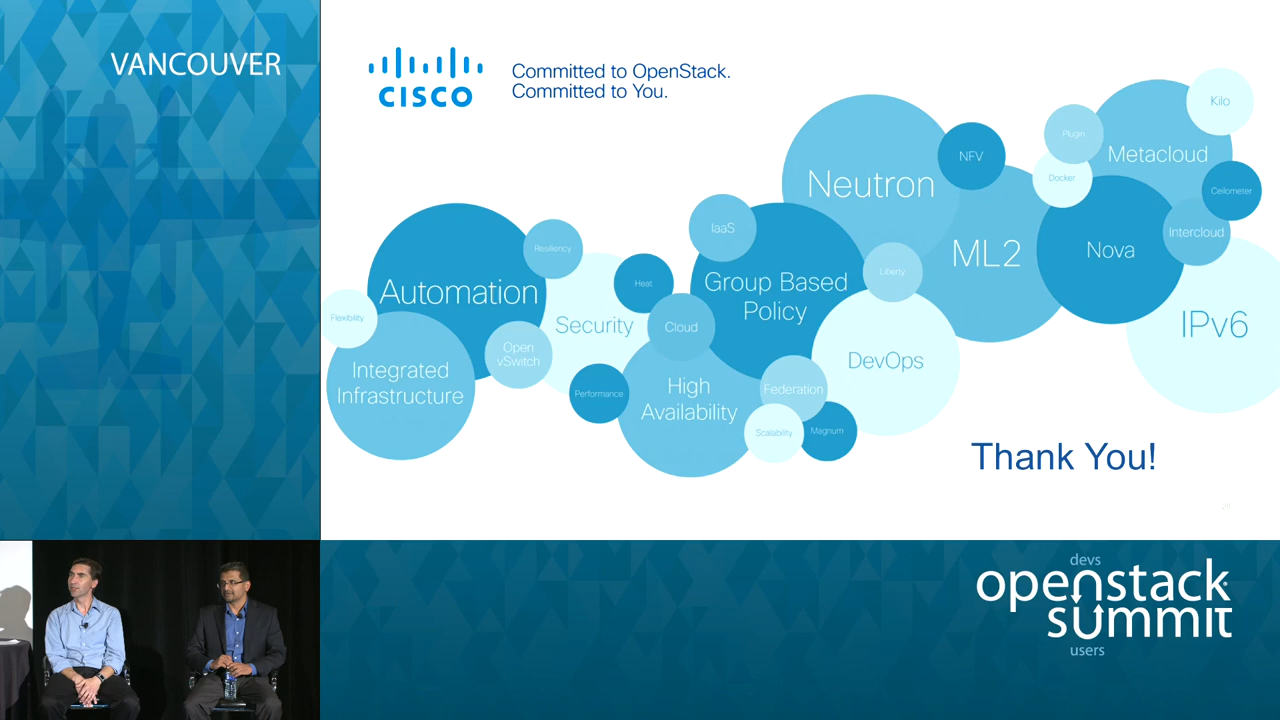 VANCOUVER
CISCO
Committed to OpenStack.
Committed to You.
Kilo
Plugin
NFV
Metacloud
Docker
Neutron
Ceilometer
IaaS
Intercloud
Resiliency
ML2
Nova
Liberty
Heat
Group Based
Policy
Automation
Flexibility
Security
Cloud
IPv6
Open
vSwitch
DevOps
Integrated
Infrastructure
High
Availability
Performance
Federation
Scalability
Magnum
Thank You!
devs
openstack
summit
users